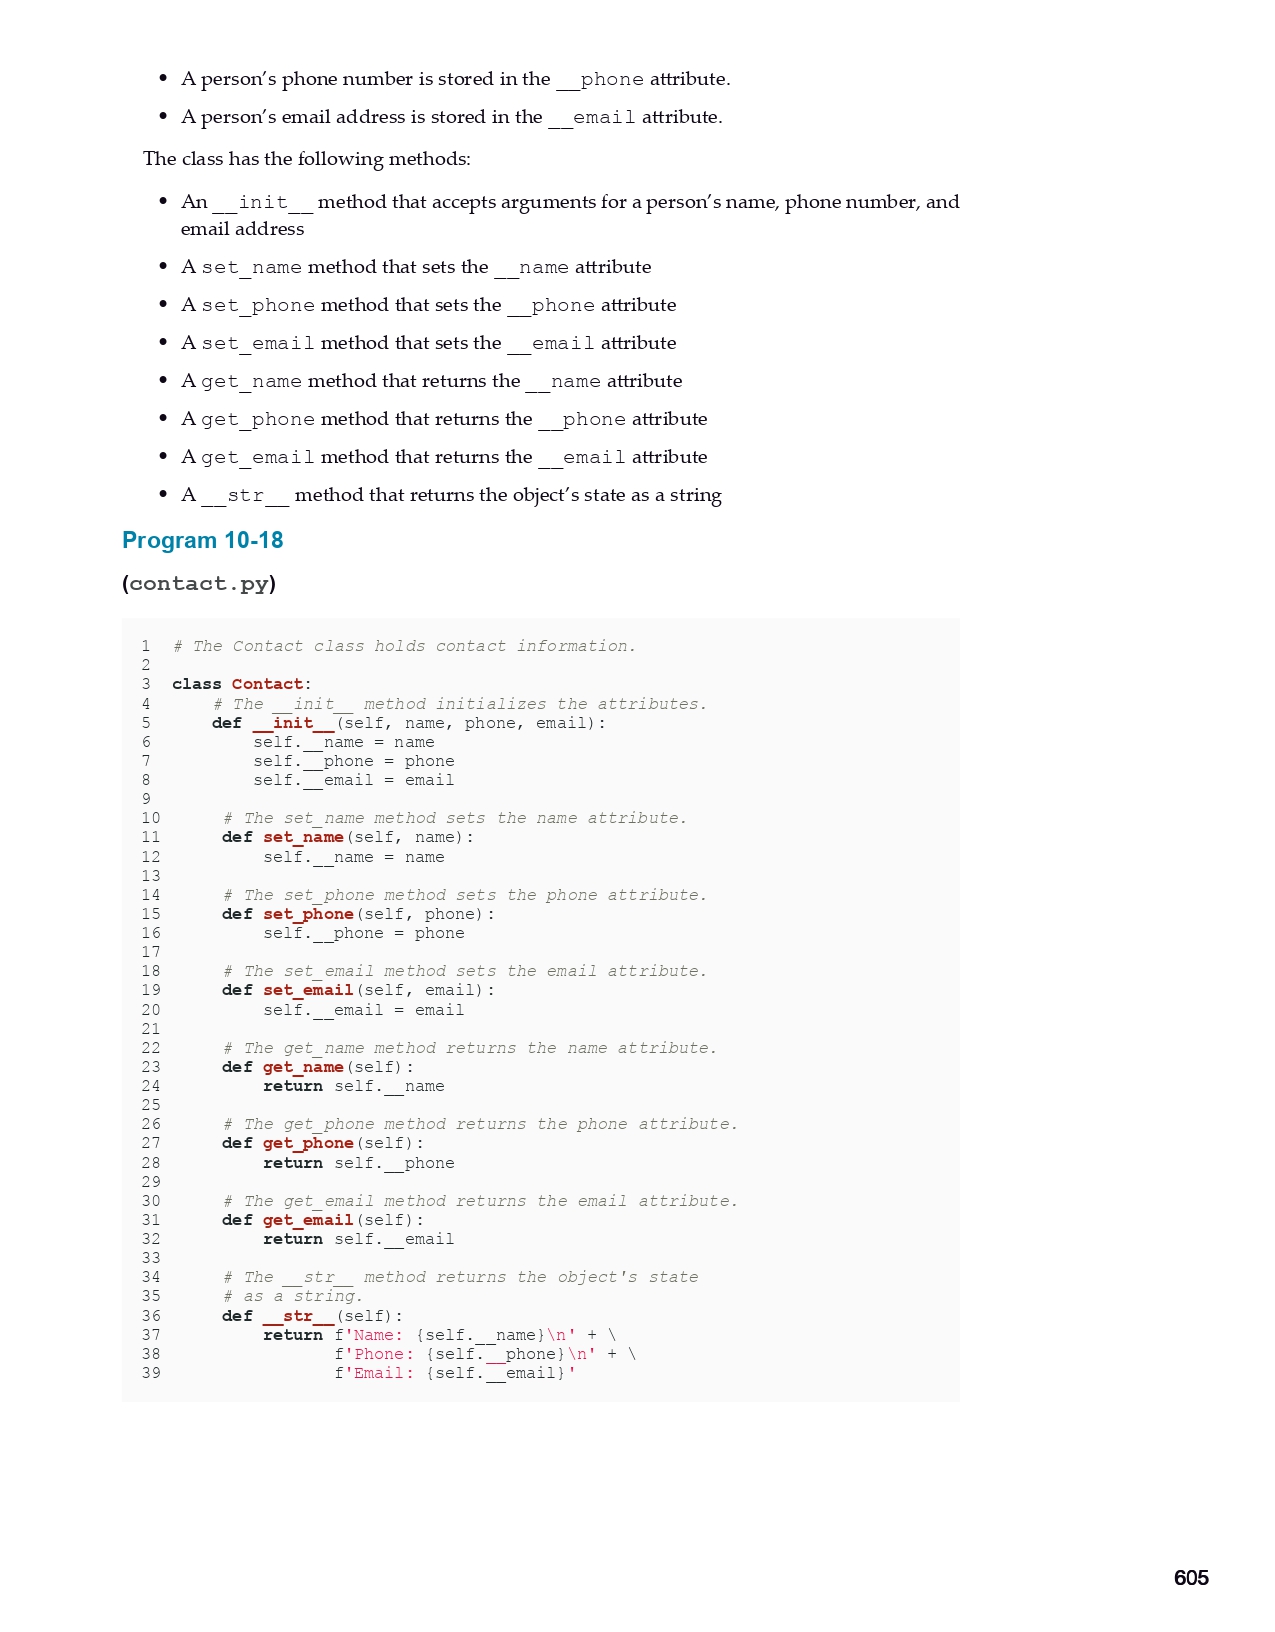 • A person’s phone number is stored in the __phone attribute.
• A person’s email address is stored in the __email attribute.
The class has the following methods:
• An __init__ method that accepts arguments for a person’s name, phone number, and
email address
• A set_name method that sets the __name attribute
• A set_phone method that sets the __phone attribute
• A set_email method that sets the __email attribute
• A get_name method that returns the __name attribute
• A get_phone method that returns the __phone attribute
• A get_email method that returns the __email attribute
• A __str__ method that returns the object’s state as a string
Program 10-18
(contact.py)
1  # The Contact class holds contact information.
2
3  class Contact:
4      # The __init__ method initializes the attributes.
5      def __init__(self, name, phone, email):
6          self.__name = name
7          self.__phone = phone
8          self.__email = email
9
10      # The set_name method sets the name attribute.
11      def set_name(self, name):
12          self.__name = name
13
14      # The set_phone method sets the phone attribute.
15      def set_phone(self, phone):
16          self.__phone = phone
17
18      # The set_email method sets the email attribute.
19      def set_email(self, email):
20          self.__email = email
21
22      # The get_name method returns the name attribute.
23      def get_name(self):
24          return self.__name
25
26      # The get_phone method returns the phone attribute.
27      def get_phone(self):
28          return self.__phone
29
30      # The get_email method returns the email attribute.
31      def get_email(self):
32          return self.__email
33
34      # The __str__ method returns the object's state
35      # as a string.
36      def __str__(self):
37          return f'Name: {self.__name}\n' + \
38                 f'Phone: {self.__phone}\n' + \
39                 f'Email: {self.__email}'
605